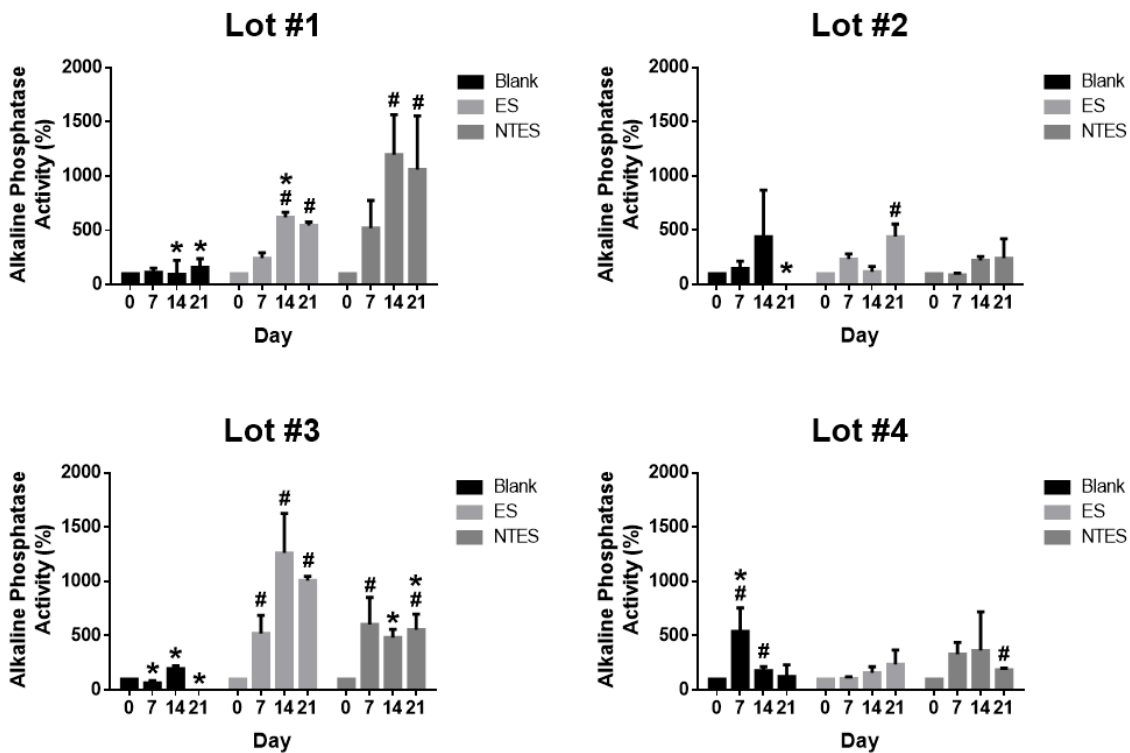 Lot #1
Alkaline Phosphatase
Activity (%)
2000
1500
1000
500
0
* * * # # # #
0 7 14 21 0 7 14 21 0 7 14 21
Day
Blank
ES
NTES
Lot #2
Alkaline Phosphatase
Activity (%)
2000
1500
1000
500
0
* #
0 7 14 21 0 7 14 21 0 7 14 21
Day
Blank
ES
NTES
Lot #3
Alkaline Phosphatase
Activity (%)
2000
1500
1000
500
0
* * * # # # # * * #
0 7 14 21 0 7 14 21 0 7 14 21
Day
Blank
ES
NTES
Lot #4
Alkaline Phosphatase
Activity (%)
2000
1500
1000
500
0
* # # #
0 7 14 21 0 7 14 21 0 7 14 21
Day
Blank
ES
NTES